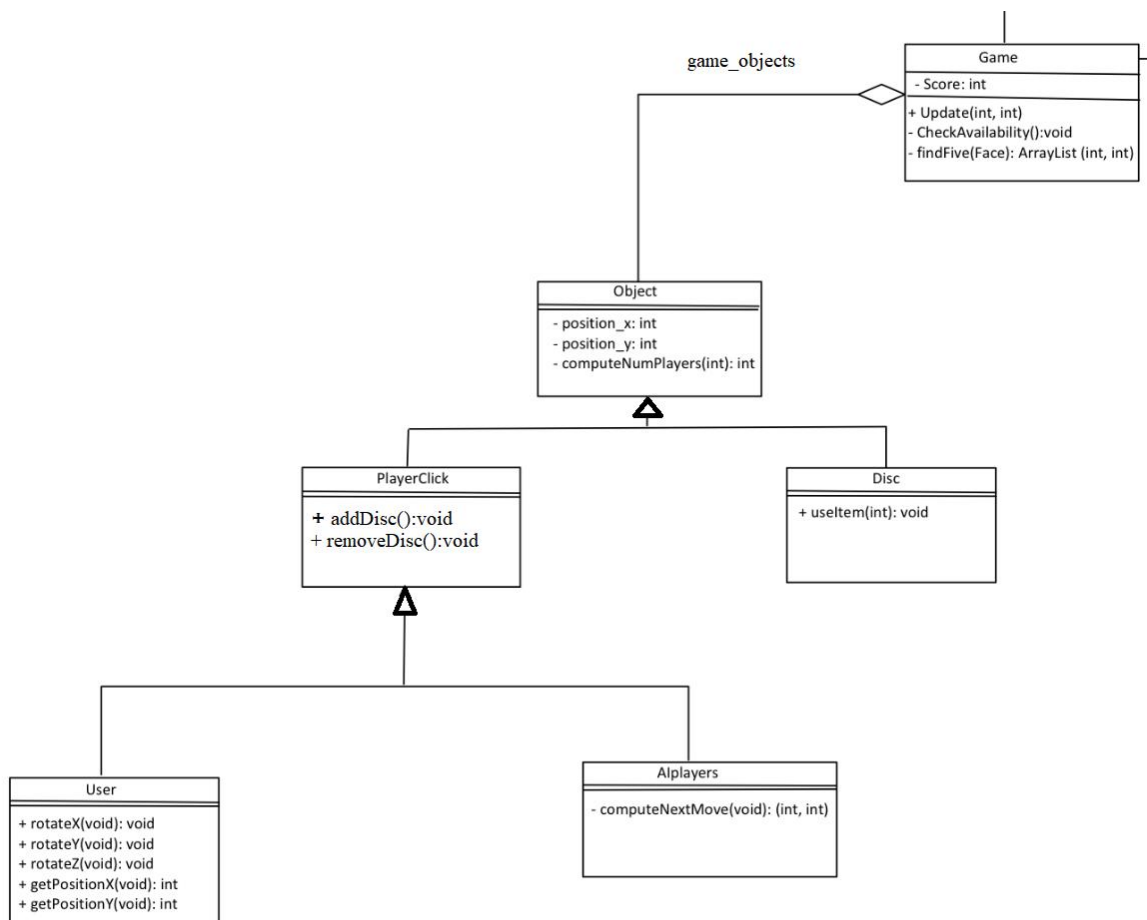 game_objects
Game
- Score: int
+ Update(int, int)
- CheckAvailability():void
- findFive(Face): ArrayList (int, int)
Object
- position_x: int
- position_y: int
- computeNumPlayers(int): int
PlayerClick
+ addDisc():void
+ removeDisc():void
Disc
+ useItem(int): void
User
+ rotateX(void): void
+ rotateY(void): void
+ rotateZ(void): void
+ getPositionX(void): int
+ getPositionY(void): int
AIplayers
- computeNextMove(void): (int, int)